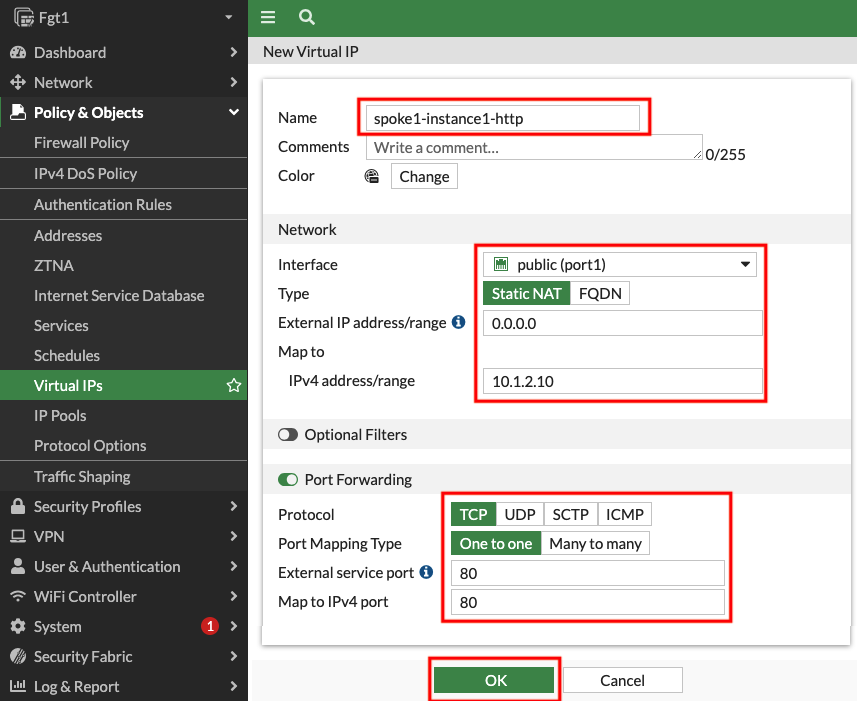 Fgt1
Dashboard
Network
Policy & Objects
Firewall Policy
IPv4 DoS Policy
Authentication Rules
Addresses
ZTNA
Internet Service Database
Services
Schedules
Virtual IPs
IP Pools
Protocol Options
Traffic Shaping
Security Profiles
VPN
User & Authentication
WiFi Controller
System 1
Security Fabric
Log & Report
New Virtual IP
Name spoke1-instance1-http
Comments Write a comment... 0/255
Color Change
Network
Interface public (port1)
Type Static NAT FQDN
External IP address/range 0.0.0.0
Map to
IPv4 address/range 10.1.2.10
Optional Filters
Port Forwarding
Protocol TCP UDP SCTP ICMP
Port Mapping Type One to one Many to many
External service port 80
Map to IPv4 port 80
OK Cancel